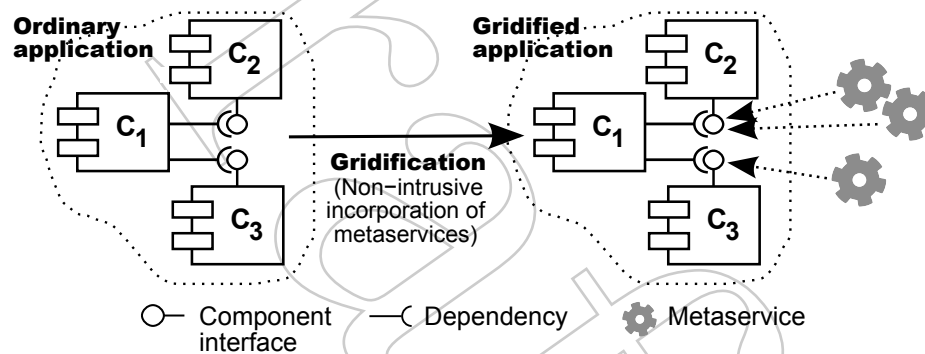 Ordinary
application
C2
C1
C3
Gridification
(Non−intrusive
incorporation of
metaservices)
Gridified
application
C2
C1
C3
Component
interface
Dependency
Metaservice